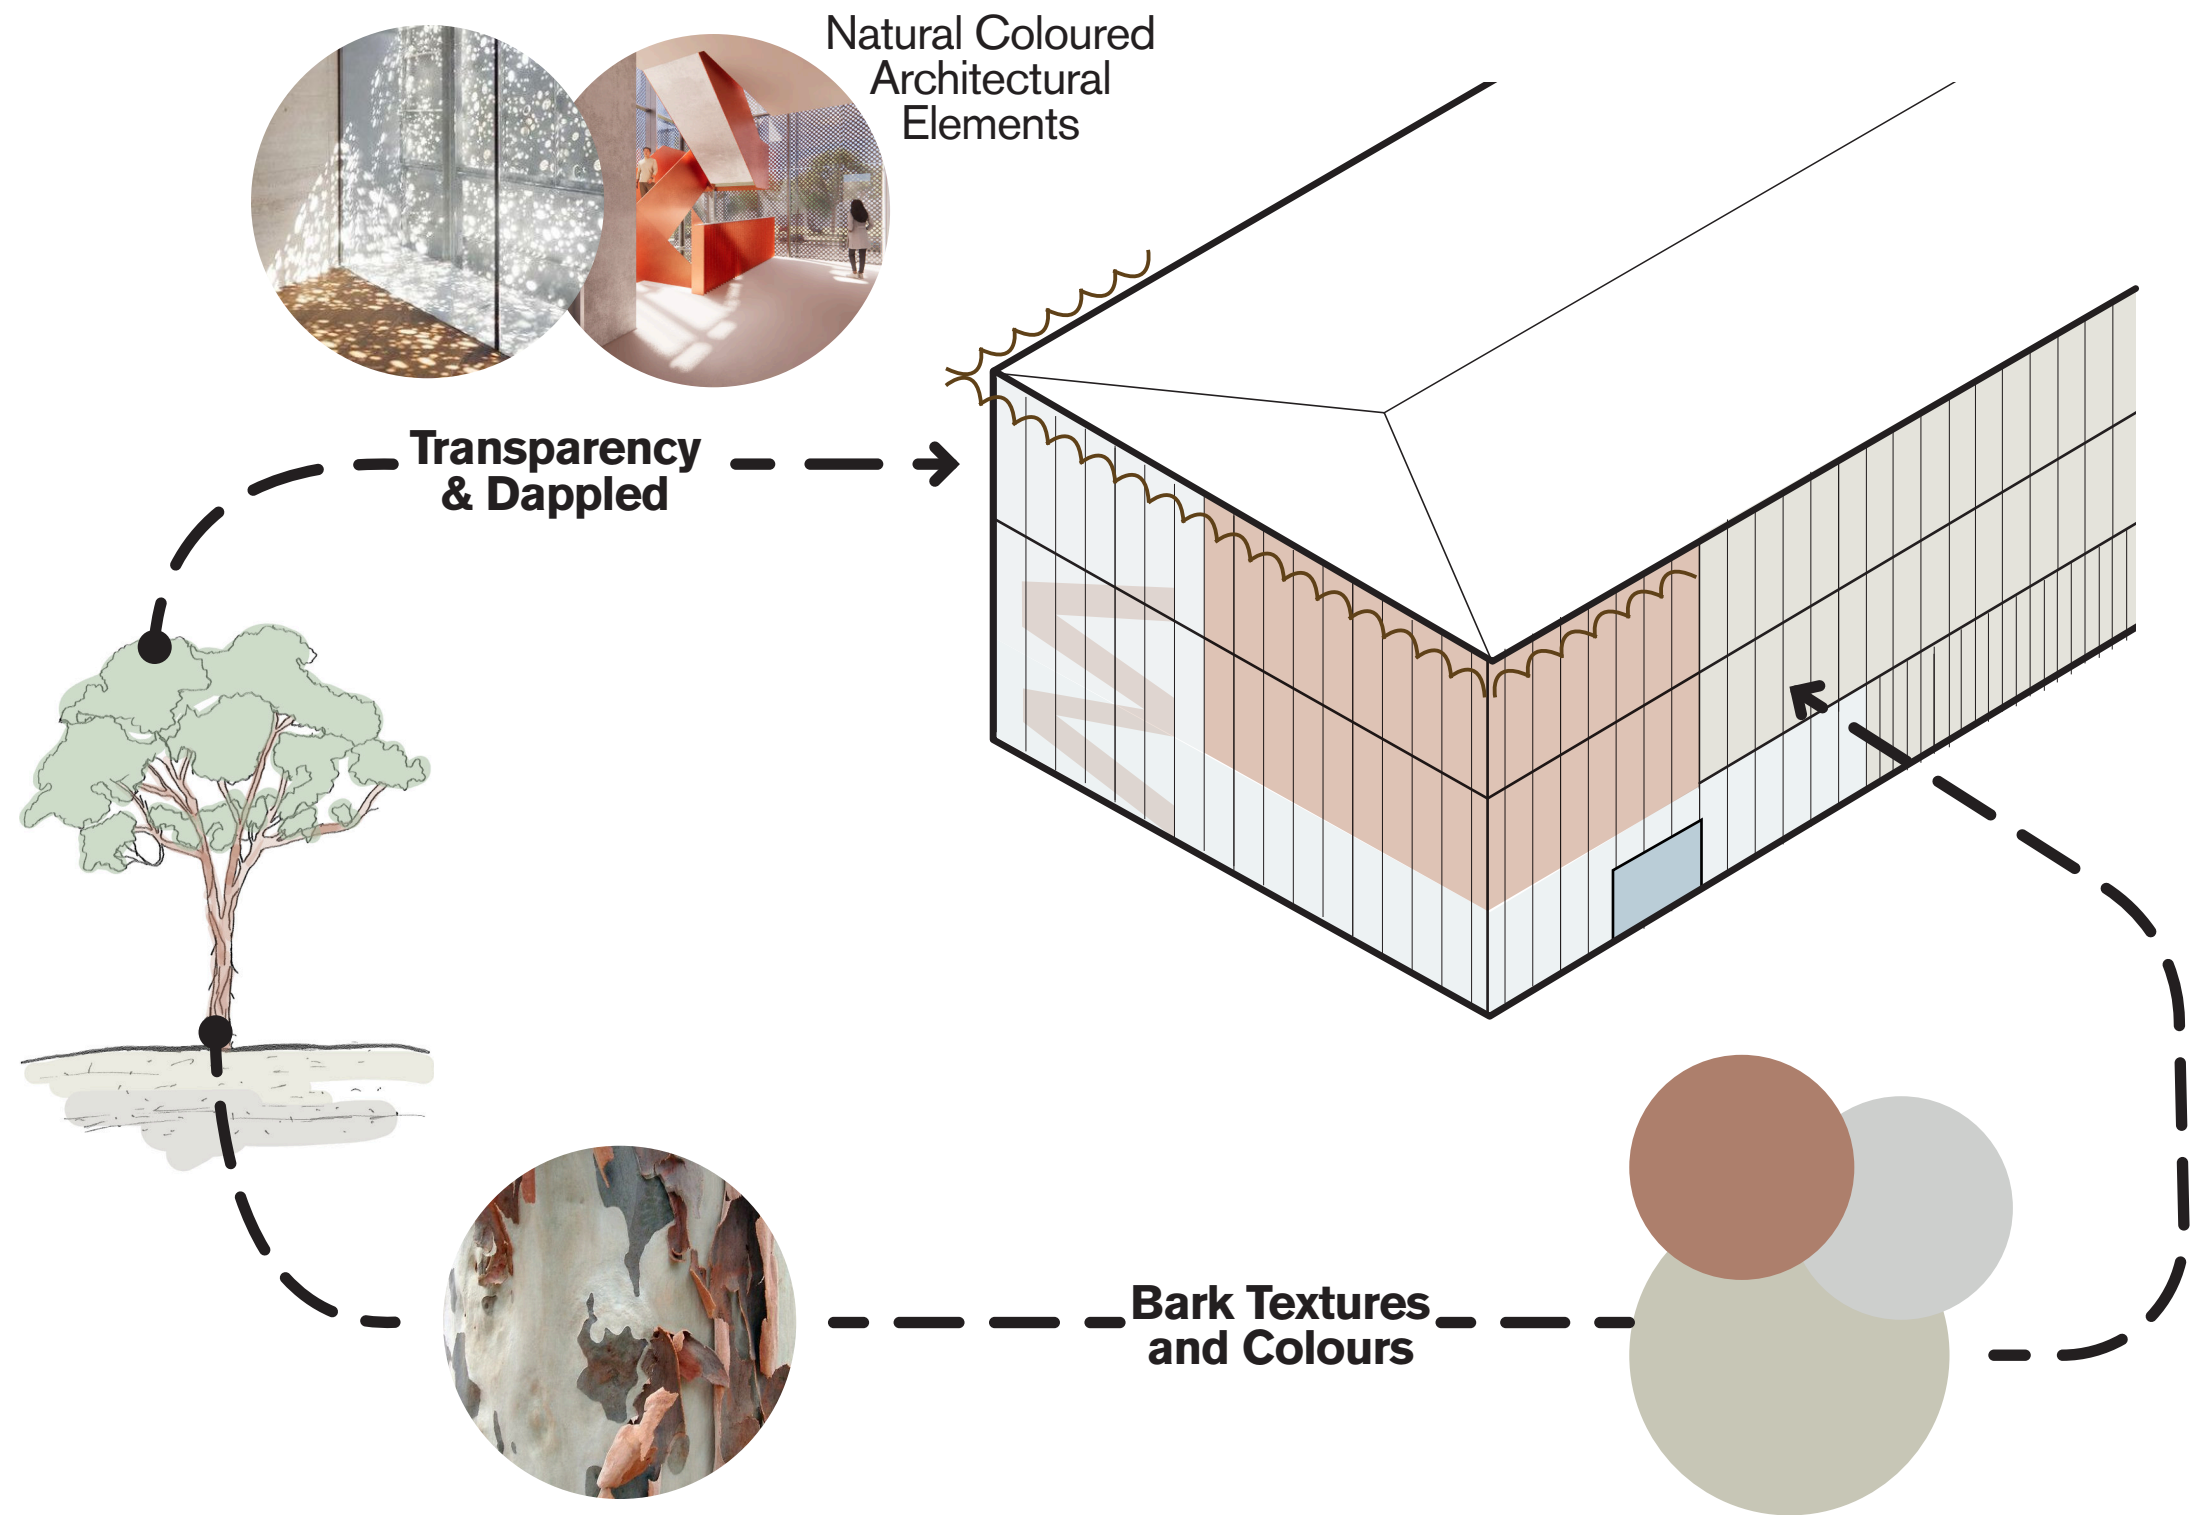 Natural Coloured
Architectural
Elements
Transparency
& Dappled
Bark Textures
and Colours